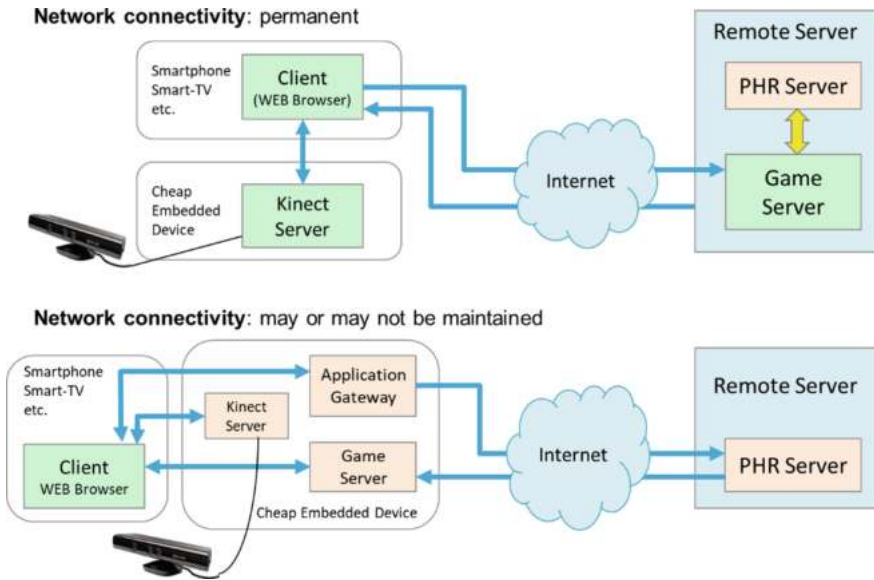 Network connectivity: permanent
Smartphone
Smart-TV
etc.
Client
(WEB Browser)
Cheap
Embedded
Device
Kinect
Server
Internet
Remote Server
PHR Server
Game
Server
Network connectivity: may or may not be maintained
Smartphone
Smart-TV
etc.
Client
WEB Browser
Kinect
Server
Application
Gateway
Game
Server
Cheap Embedded Device
Internet
Remote Server
PHR Server